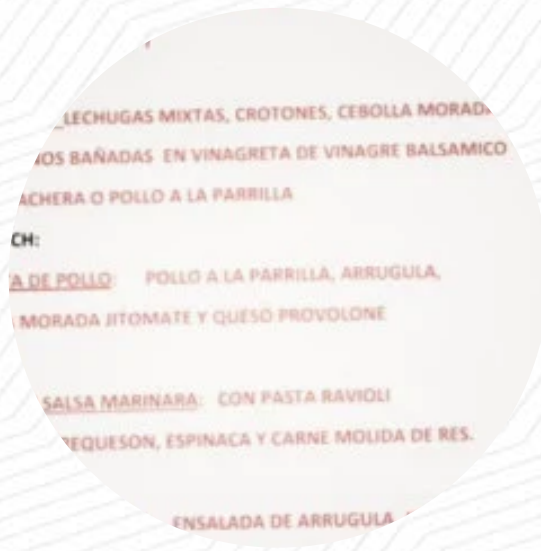 LECHUGAS MIXTAS, CROTONES, CEBOLLA
BAÑADAS EN VINAGRETA DE VINAGRE BALSAMICO
O POLLO A LA PARRILLA
CH:
DE POLLO: POLLO A LA PARRILLA, ARRUGULA,
MORADA JITOMATE Y QUESO PROVOLONE
SALSA MARINARA: CON PASTA RAVIOLI
REQUESON, ESPINACA Y CARNE MOLIDA DE RES.
ENSALADA DE ARRUGULA